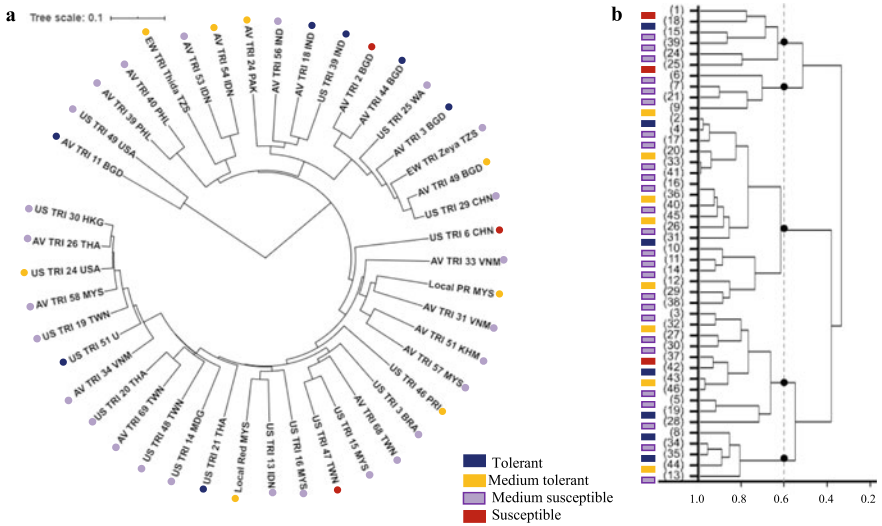 a
Tree scale: 0.1
EW TRI Thida TZS
AV TRI 53 IDN
AV TRI 54 IDN
AV TRI 24 PAK
AV TRI 56 IND
AV TRI 18 IND
US TRI 39 IND
AV TRI 2 BGD
AV TRI 44 BGD
US TRI 25 WA
AV TRI 3 BGD
EW TRI Zeya TZS
AV TRI 49 BGD
US TRI 29 CHN
US TRI 6 CHN
AV TRI 33 VNM
Local PR MYS
AV TRI 31 VNM
AV TRI 51 KHM
AV TRI 57 MYS
US TRI 46 PRI
US TRI 3 BRA
AV TRI 68 TWN
US TRI 15 MYS
US TRI 47 TWN
US TRI 16 MYS
US TRI 13 IDN
Local Red MYS
US TRI 21 THA
US TRI 14 MDG
US TRI 48 TWN
AV TRI 69 TWN
US TRI 20 THA
AV TRI 34 VNM
US TRI 51 U
US TRI 19 TWN
AV TRI 58 MYS
US TRI 24 USA
AV TRI 26 THA
US TRI 30 HKG
AV TRI 11 BGD
US TRI 49 USA
AV TRI 39 PHL
AV TRI 40 PHL
Tolerant
Medium tolerant
Medium susceptible
Susceptible
b
(1)
(18)
(15)
(39)
(24)
(25)
(6)
(7)
(21)
(9)
(2)
(4)
(17)
(20)
(33)
(41)
(16)
(36)
(40)
(45)
(26)
(31)
(10)
(11)
(14)
(12)
(29)
(38)
(3)
(32)
(27)
(30)
(37)
(42)
(43)
(46)
(5)
(19)
(28)
(8)
(34)
(35)
(44)
(13)
1.0 0.8 0.6 0.4 0.2